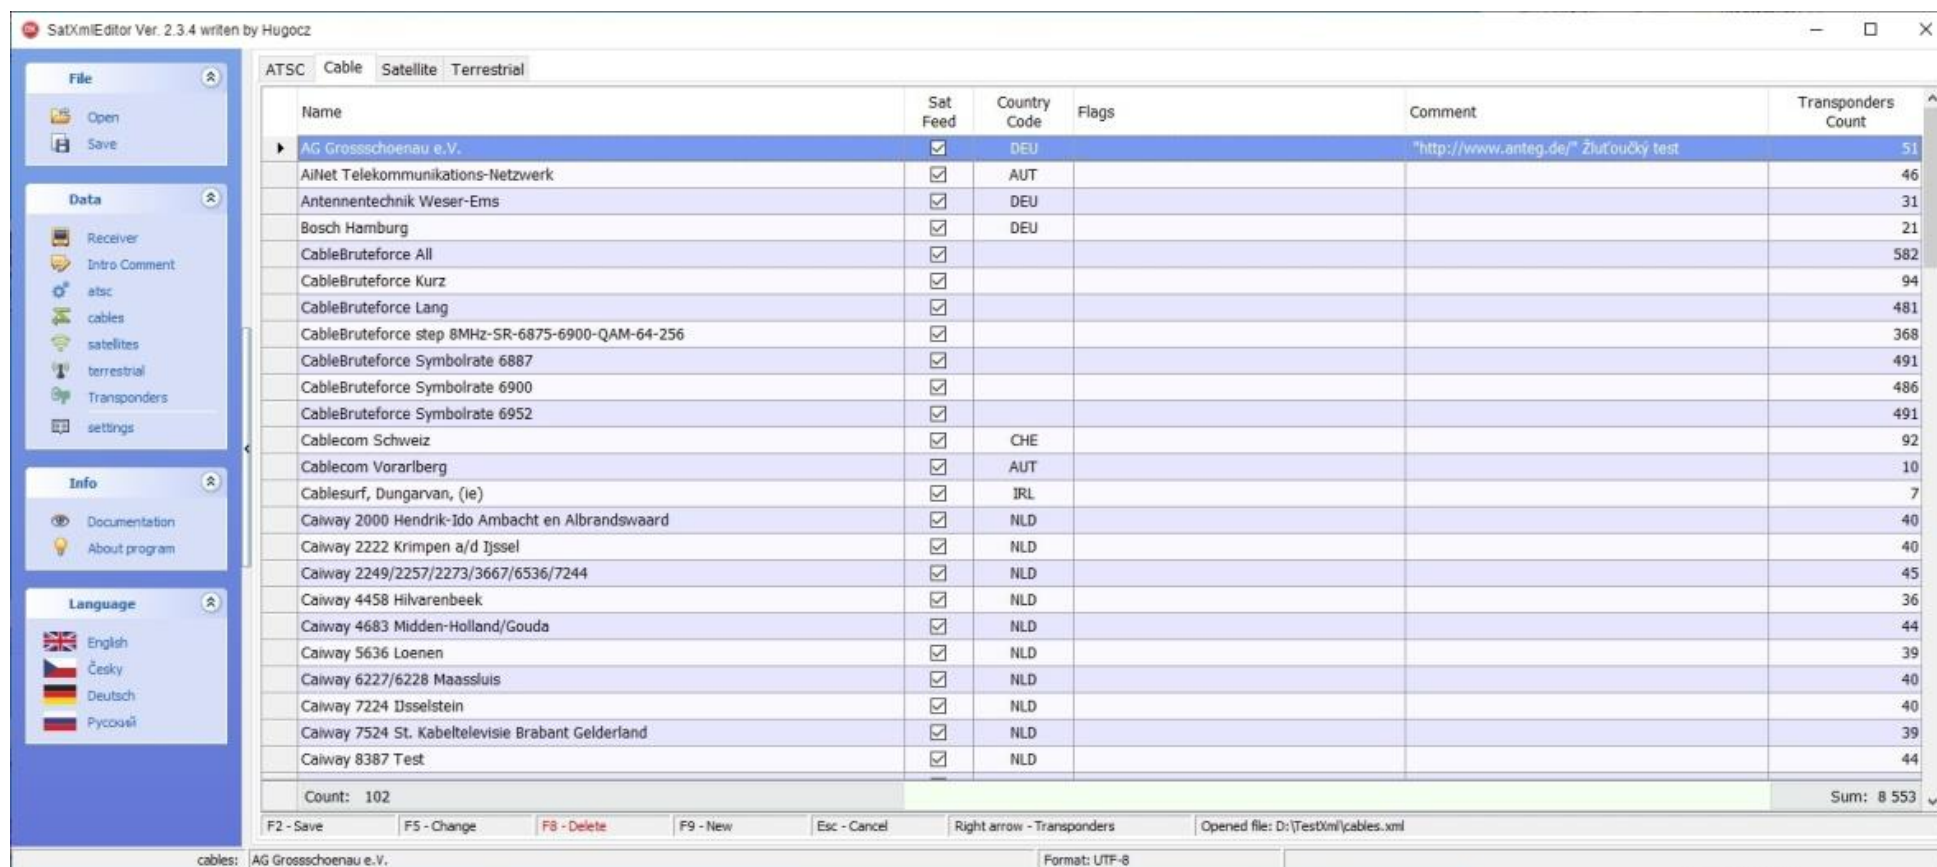 SatXmlEditor Ver. 2.3.4 writen by Hugocz
File
Open
Save
Data
Receiver
Intro Comment
atsc
cables
satellites
terrestrial
Transponders
settings
Info
Documentation
About program
Language
English
Česky
Deutsch
Русский
ATSC Cable Satellite Terrestrial
Name Sat Feed Country Code Flags Comment Transponders Count
AG Grossschoenau e.V. DEU "http://www.anteg.de/" Žluťoučký test 51
AiNet Telekommunikations-Netzwerk AUT 46
Antennentechnik Weser-Ems DEU 31
Bosch Hamburg DEU 21
CableBruteforce All 582
CableBruteforce Kurz 94
CableBruteforce Lang 481
CableBruteforce step 8MHz-SR-6875-6900-QAM-64-256 368
CableBruteforce Symbolrate 6887 491
CableBruteforce Symbolrate 6900 486
CableBruteforce Symbolrate 6952 491
Cablecom Schweiz CHE 92
Cablecom Vorarlberg AUT 10
Cablesurf, Dungarvan, (ie) IRL 7
Caiway 2000 Hendrik-Ido Ambacht en Albrandswaard NLD 40
Caiway 2222 Krimpen a/d Ijssel NLD 40
Caiway 2249/2257/2273/3667/6536/7244 NLD 45
Caiway 4458 Hilvarenbeek NLD 36
Caiway 4683 Midden-Holland/Gouda NLD 44
Caiway 5636 Loenen NLD 39
Caiway 6227/6228 Maassluis NLD 40
Caiway 7224 IJsselstein NLD 40
Caiway 7524 St. Kabeltelevisie Brabant Gelderland NLD 39
Caiway 8387 Test NLD 44
Count: 102 Sum: 8 553
F2 - Save F5 - Change F8 - Delete F9 - New Esc - Cancel Right arrow - Transponders Opened file: D:\TestXml\cables.xml
cables: AG Grossschoenau e.V. Format: UTF-8